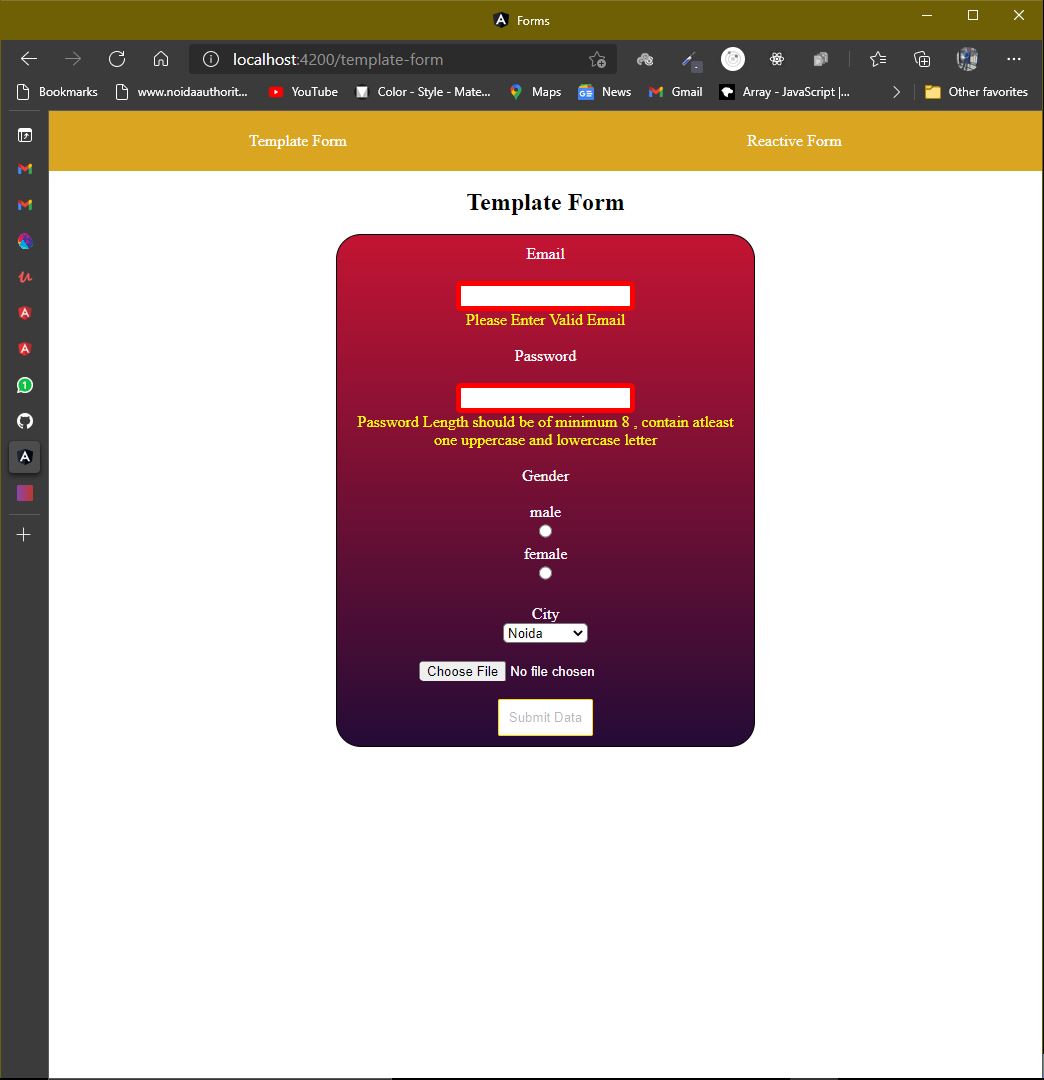 Forms
localhost:4200/template-form
Bookmarks www.noidaauthorit... YouTube Color - Style - Mate... Maps News Gmail Array - JavaScript |... Other favorites
Template Form Reactive Form
Template Form
Email
Please Enter Valid Email
Password
Password Length should be of minimum 8 , contain atleast
one uppercase and lowercase letter
Gender
male
female
City
Noida
Choose File No file chosen
Submit Data